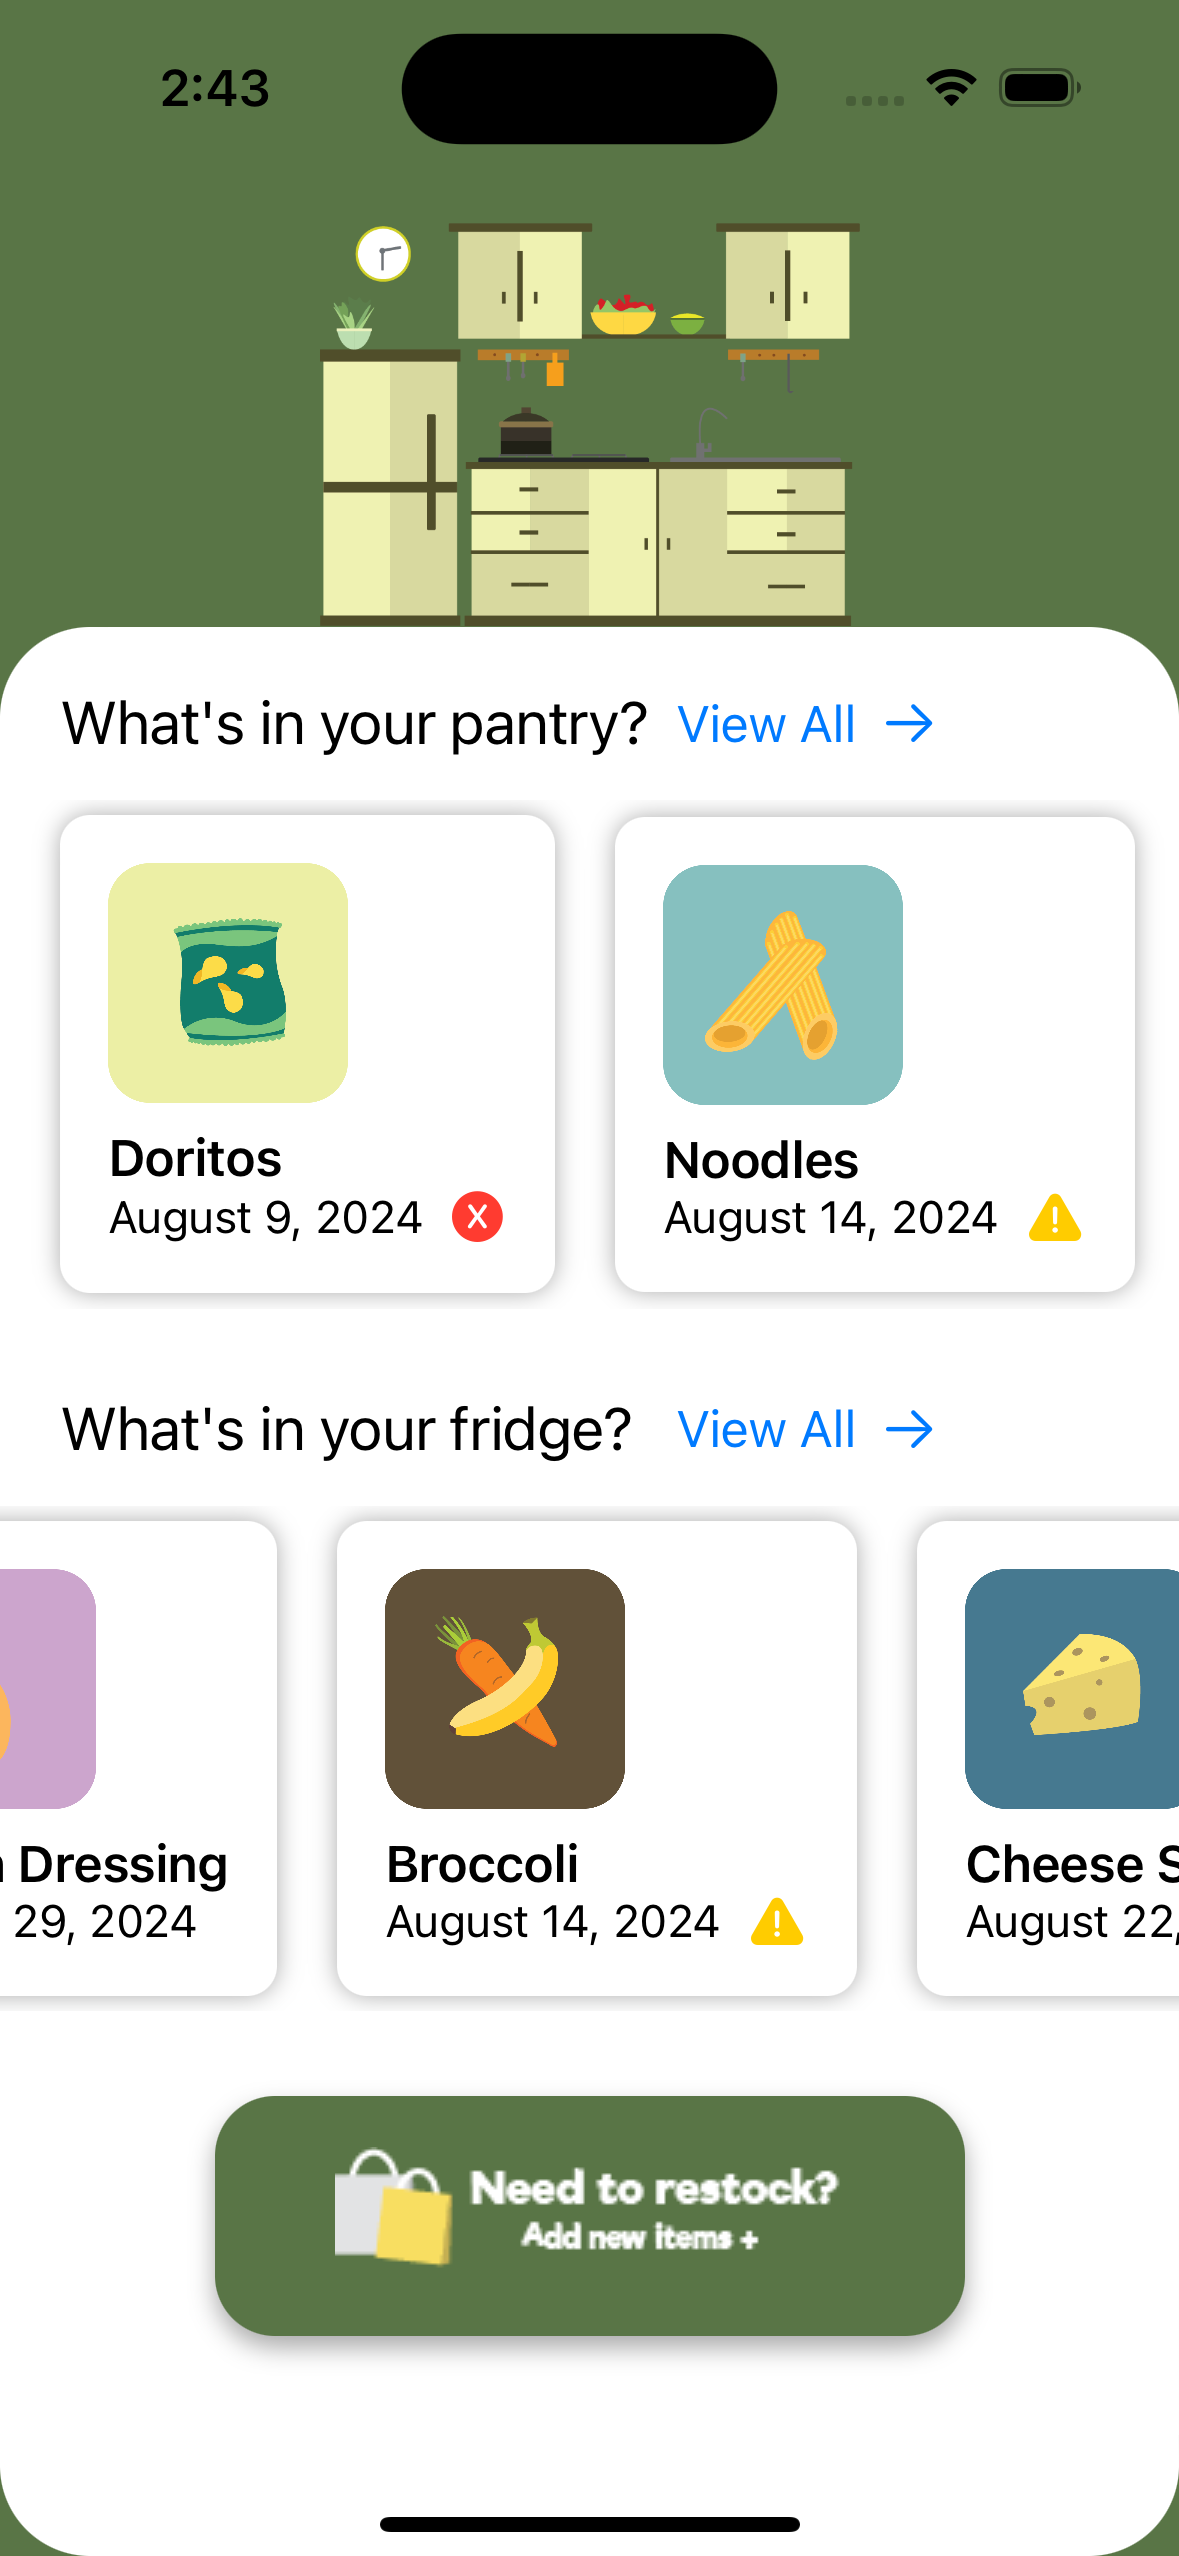 2:43
What's in your pantry? View All →
Doritos
August 9, 2024
Noodles
August 14, 2024
What's in your fridge? View All →
Dressing
29, 2024
Broccoli
August 14, 2024
Cheese S
August 22,
Need to restock?
Add new items +